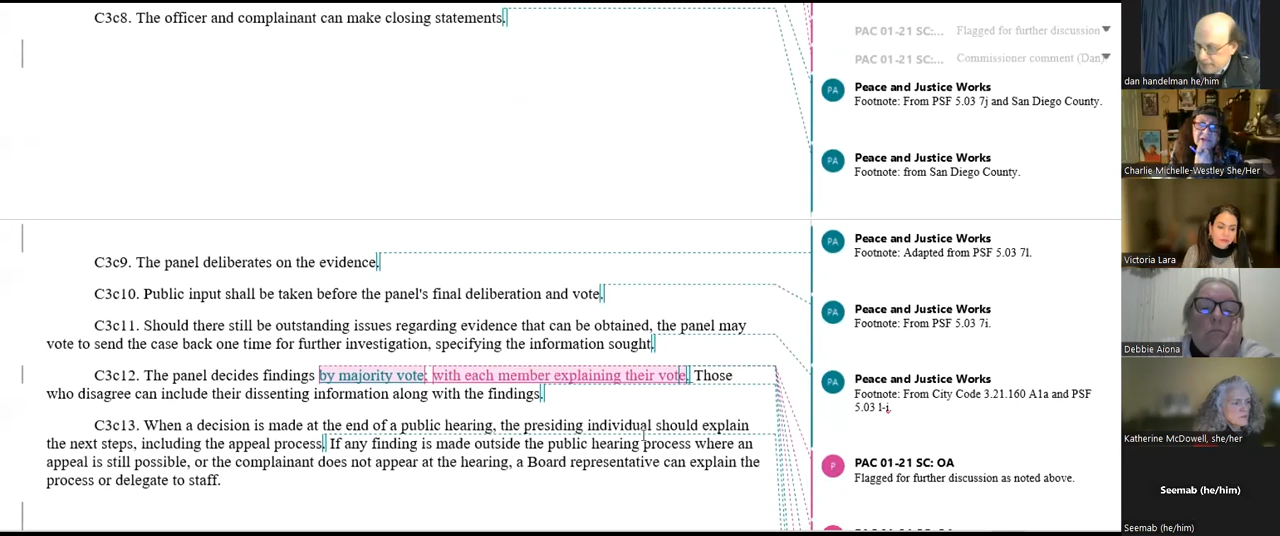 C3c8. The officer and complainant can make closing statements.
PAC 01-21 SC:... Flagged for further discussion
PAC 01-21 SC:... Commissioner comment (Dan)
PA Peace and Justice Works
Footnote: From PSF 5.03 7j and San Diego County.
PA Peace and Justice Works
Footnote: from San Diego County.
C3c9. The panel deliberates on the evidence.
C3c10. Public input shall be taken before the panel's final deliberation and vote.
C3c11. Should there still be outstanding issues regarding evidence that can be obtained, the panel may
vote to send the case back one time for further investigation, specifying the information sought.
C3c12. The panel decides findings by majority vote; with each member explaining their vote. Those
who disagree can include their dissenting information along with the findings.
C3c13. When a decision is made at the end of a public hearing, the presiding individual should explain
the next steps, including the appeal process. If any finding is made outside the public hearing process where an
appeal is still possible, or the complainant does not appear at the hearing, a Board representative can explain the
process or delegate to staff.
PA Peace and Justice Works
Footnote: Adapted from PSF 5.03 7l.
PA Peace and Justice Works
Footnote: From PSF 5.03 7i.
PA Peace and Justice Works
Footnote: From City Code 3.21.160 A1a and PSF
5.03 l-i.
P PAC 01-21 SC: OA
Flagged for further discussion as noted above.
dan handelman he/him
Charlie Michelle-Westley She/Her
Victoria Lara
Debbie Aiona
Katherine McDowell, she/her
Seemab (he/him)
Seemab (he/him)